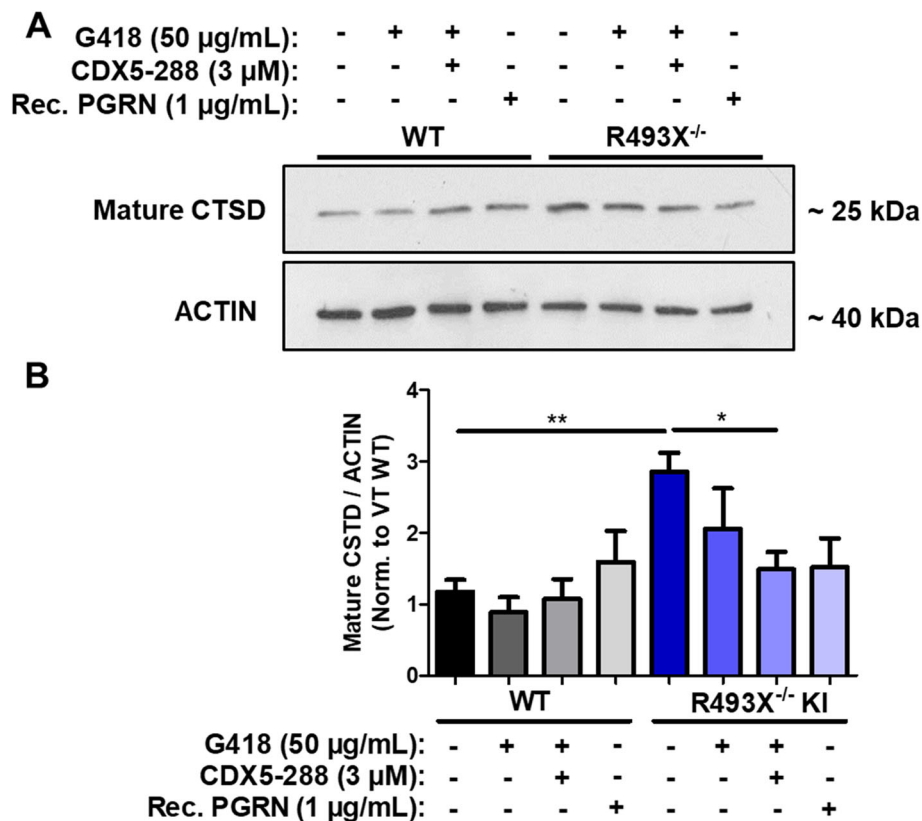 A
G418 (50 µg/mL): - + + - - + + -
CDX5-288 (3 µM): - - + - - - + -
Rec. PGRN (1 µg/mL): - - - + - - - +
WT R493X-/-
Mature CTSD ~ 25 kDa
ACTIN ~ 40 kDa
B
Mature CSTD / ACTIN
(Norm. to VT WT)
4
** *
3
2
1
0
WT R493X-/- KI
G418 (50 µg/mL): - + + - - + + -
CDX5-288 (3 µM): - - + - - - + -
Rec. PGRN (1 µg/mL): - - - + - - - +